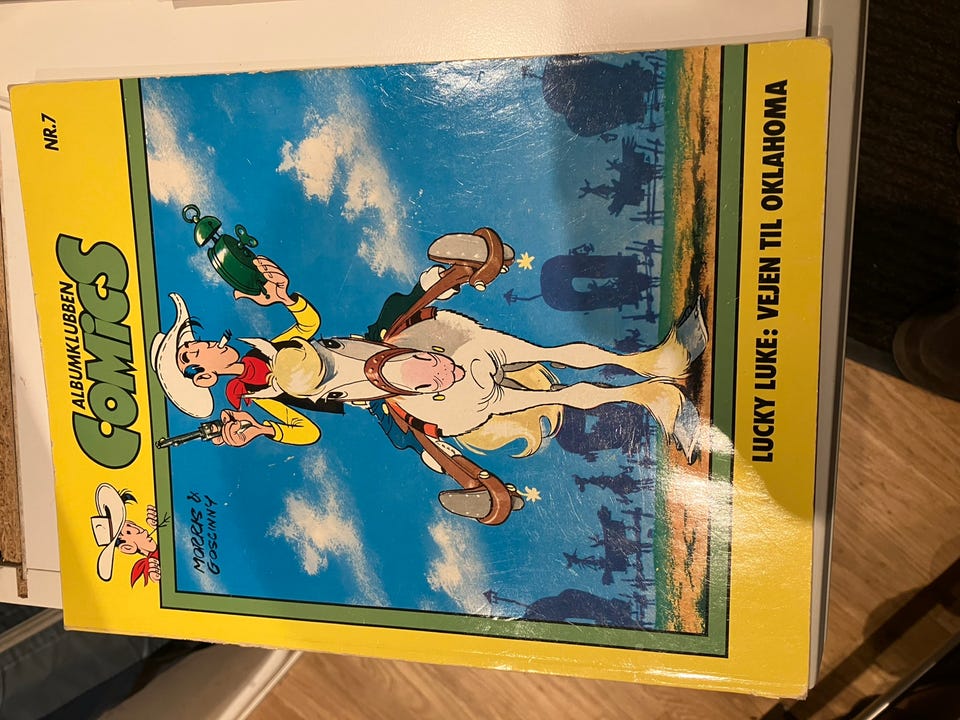 NR.7
ALBUMKLUBBEN
COMICS
MORRIS &
GOSCINNY
LUCKY LUKE: VEJEN TIL OKLAHOMA